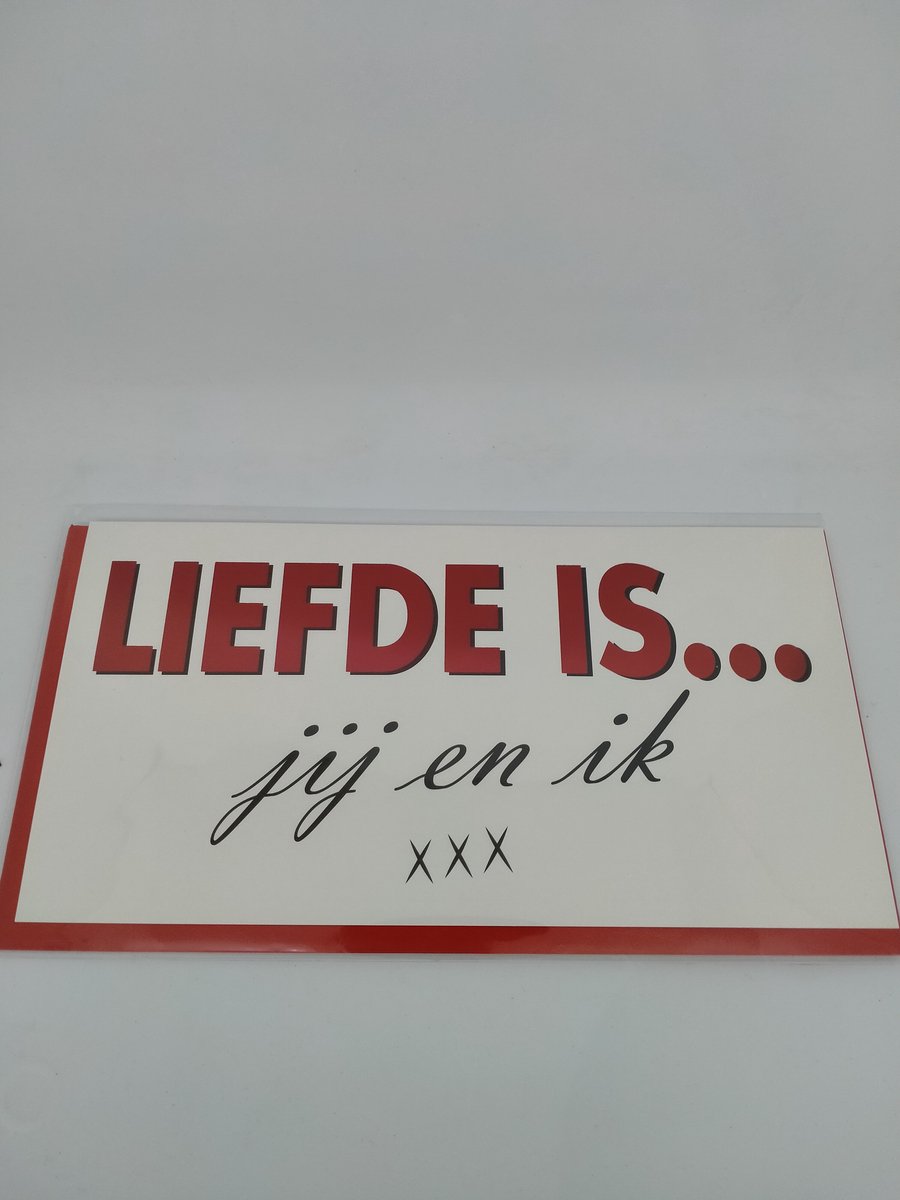 LIEFDE IS...
jij en ik
xxx